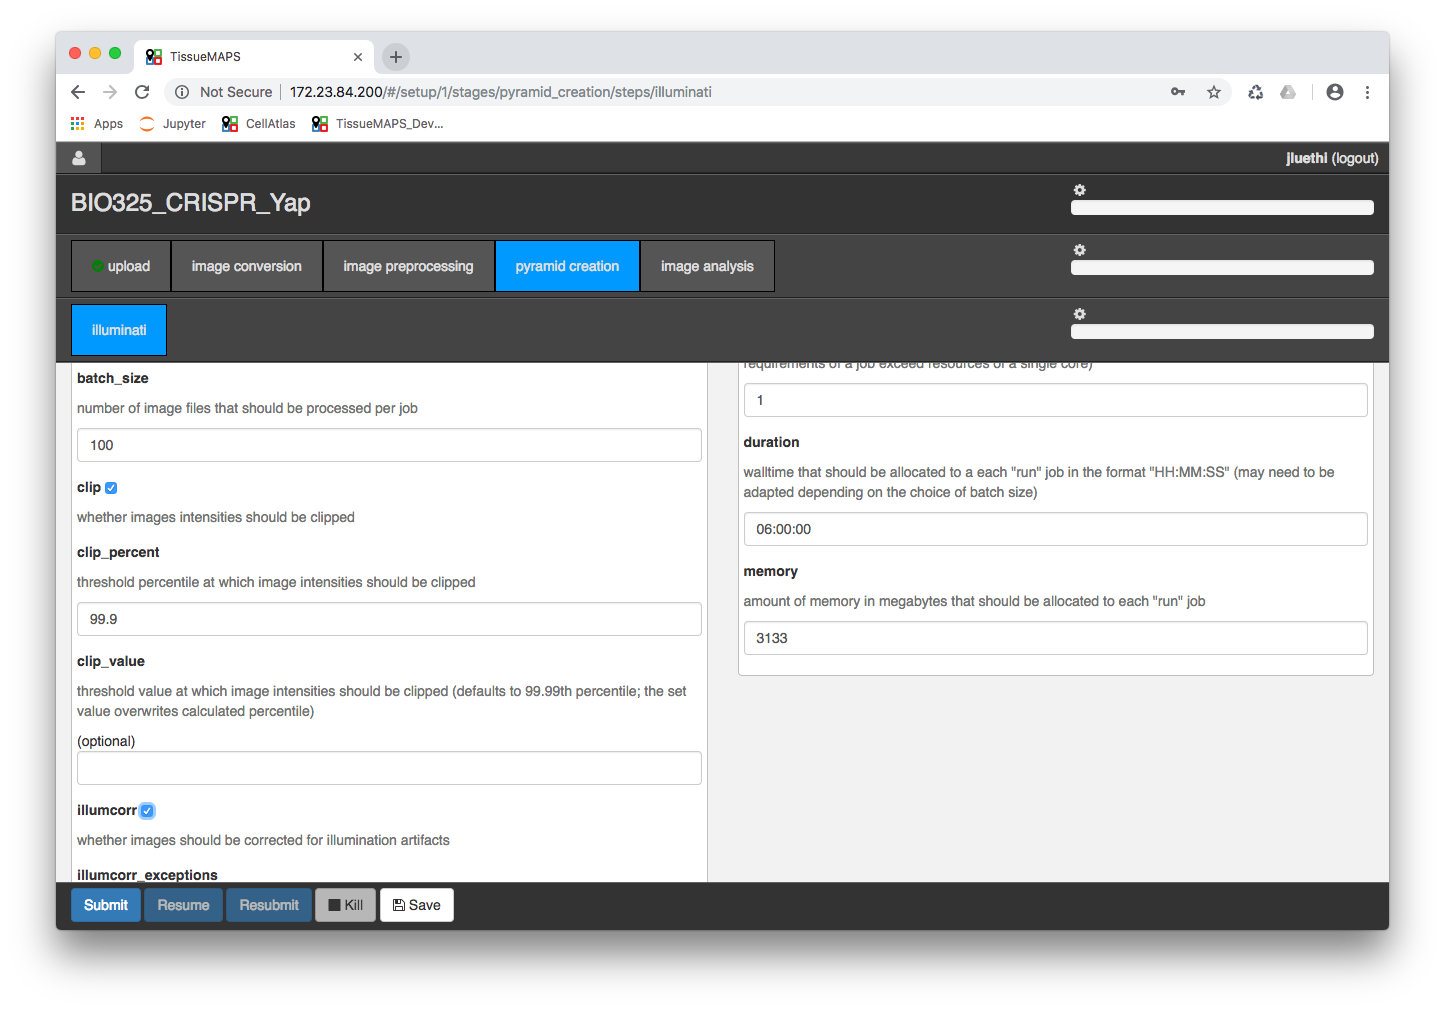 TissueMAPS
Not Secure
172.23.84.200/#/setup/1/stages/pyramid_creation/steps/illuminati
Apps
Jupyter
CellAtlas
TissueMAPS_Dev...
jluethi (logout)
BIO325_CRISPR_Yap
upload
image conversion
image preprocessing
pyramid creation
image analysis
illuminati
batch_size
number of image files that should be processed per job
100
clip
whether images intensities should be clipped
clip_percent
threshold percentile at which image intensities should be clipped
99.9
clip_value
threshold value at which image intensities should be clipped (defaults to 99.99th percentile; the set
value overwrites calculated percentile)
(optional)
illumcorr
whether images should be corrected for illumination artifacts
illumcorr_exceptions
requirements of a job exceed resources of a single core)
1
duration
walltime that should be allocated to a each "run" job in the format "HH:MM:SS" (may need to be
adapted depending on the choice of batch size)
06:00:00
memory
amount of memory in megabytes that should be allocated to each "run" job
3133
Submit
Resume
Resubmit
Kill
Save